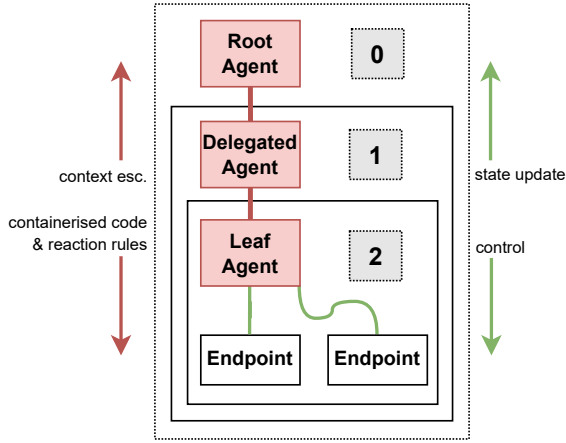 Root
Agent
0
Delegated
Agent
1
context esc.
state update
containerised code
& reaction rules
Leaf
Agent
2
control
Endpoint
Endpoint